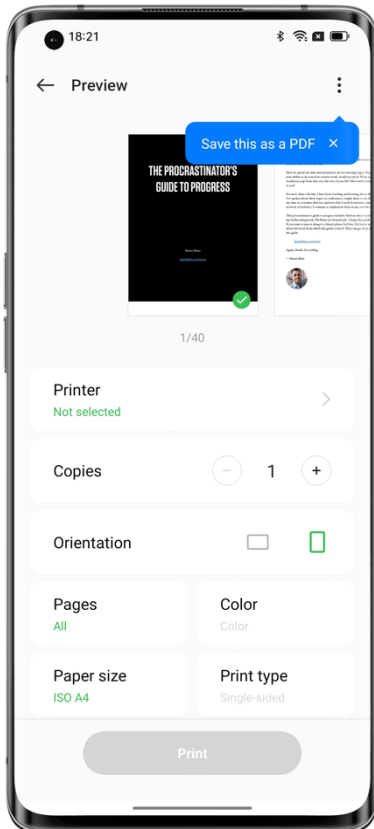 18:21
Preview
Save this as a PDF ×
THE PROCRASTINATOR'S
GUIDE TO PROGRESS
1/40
Printer
Not selected
Copies
− 1 +
Orientation
Pages
All
Color
Color
Paper size
ISO A4
Print type
Single-sided
Print